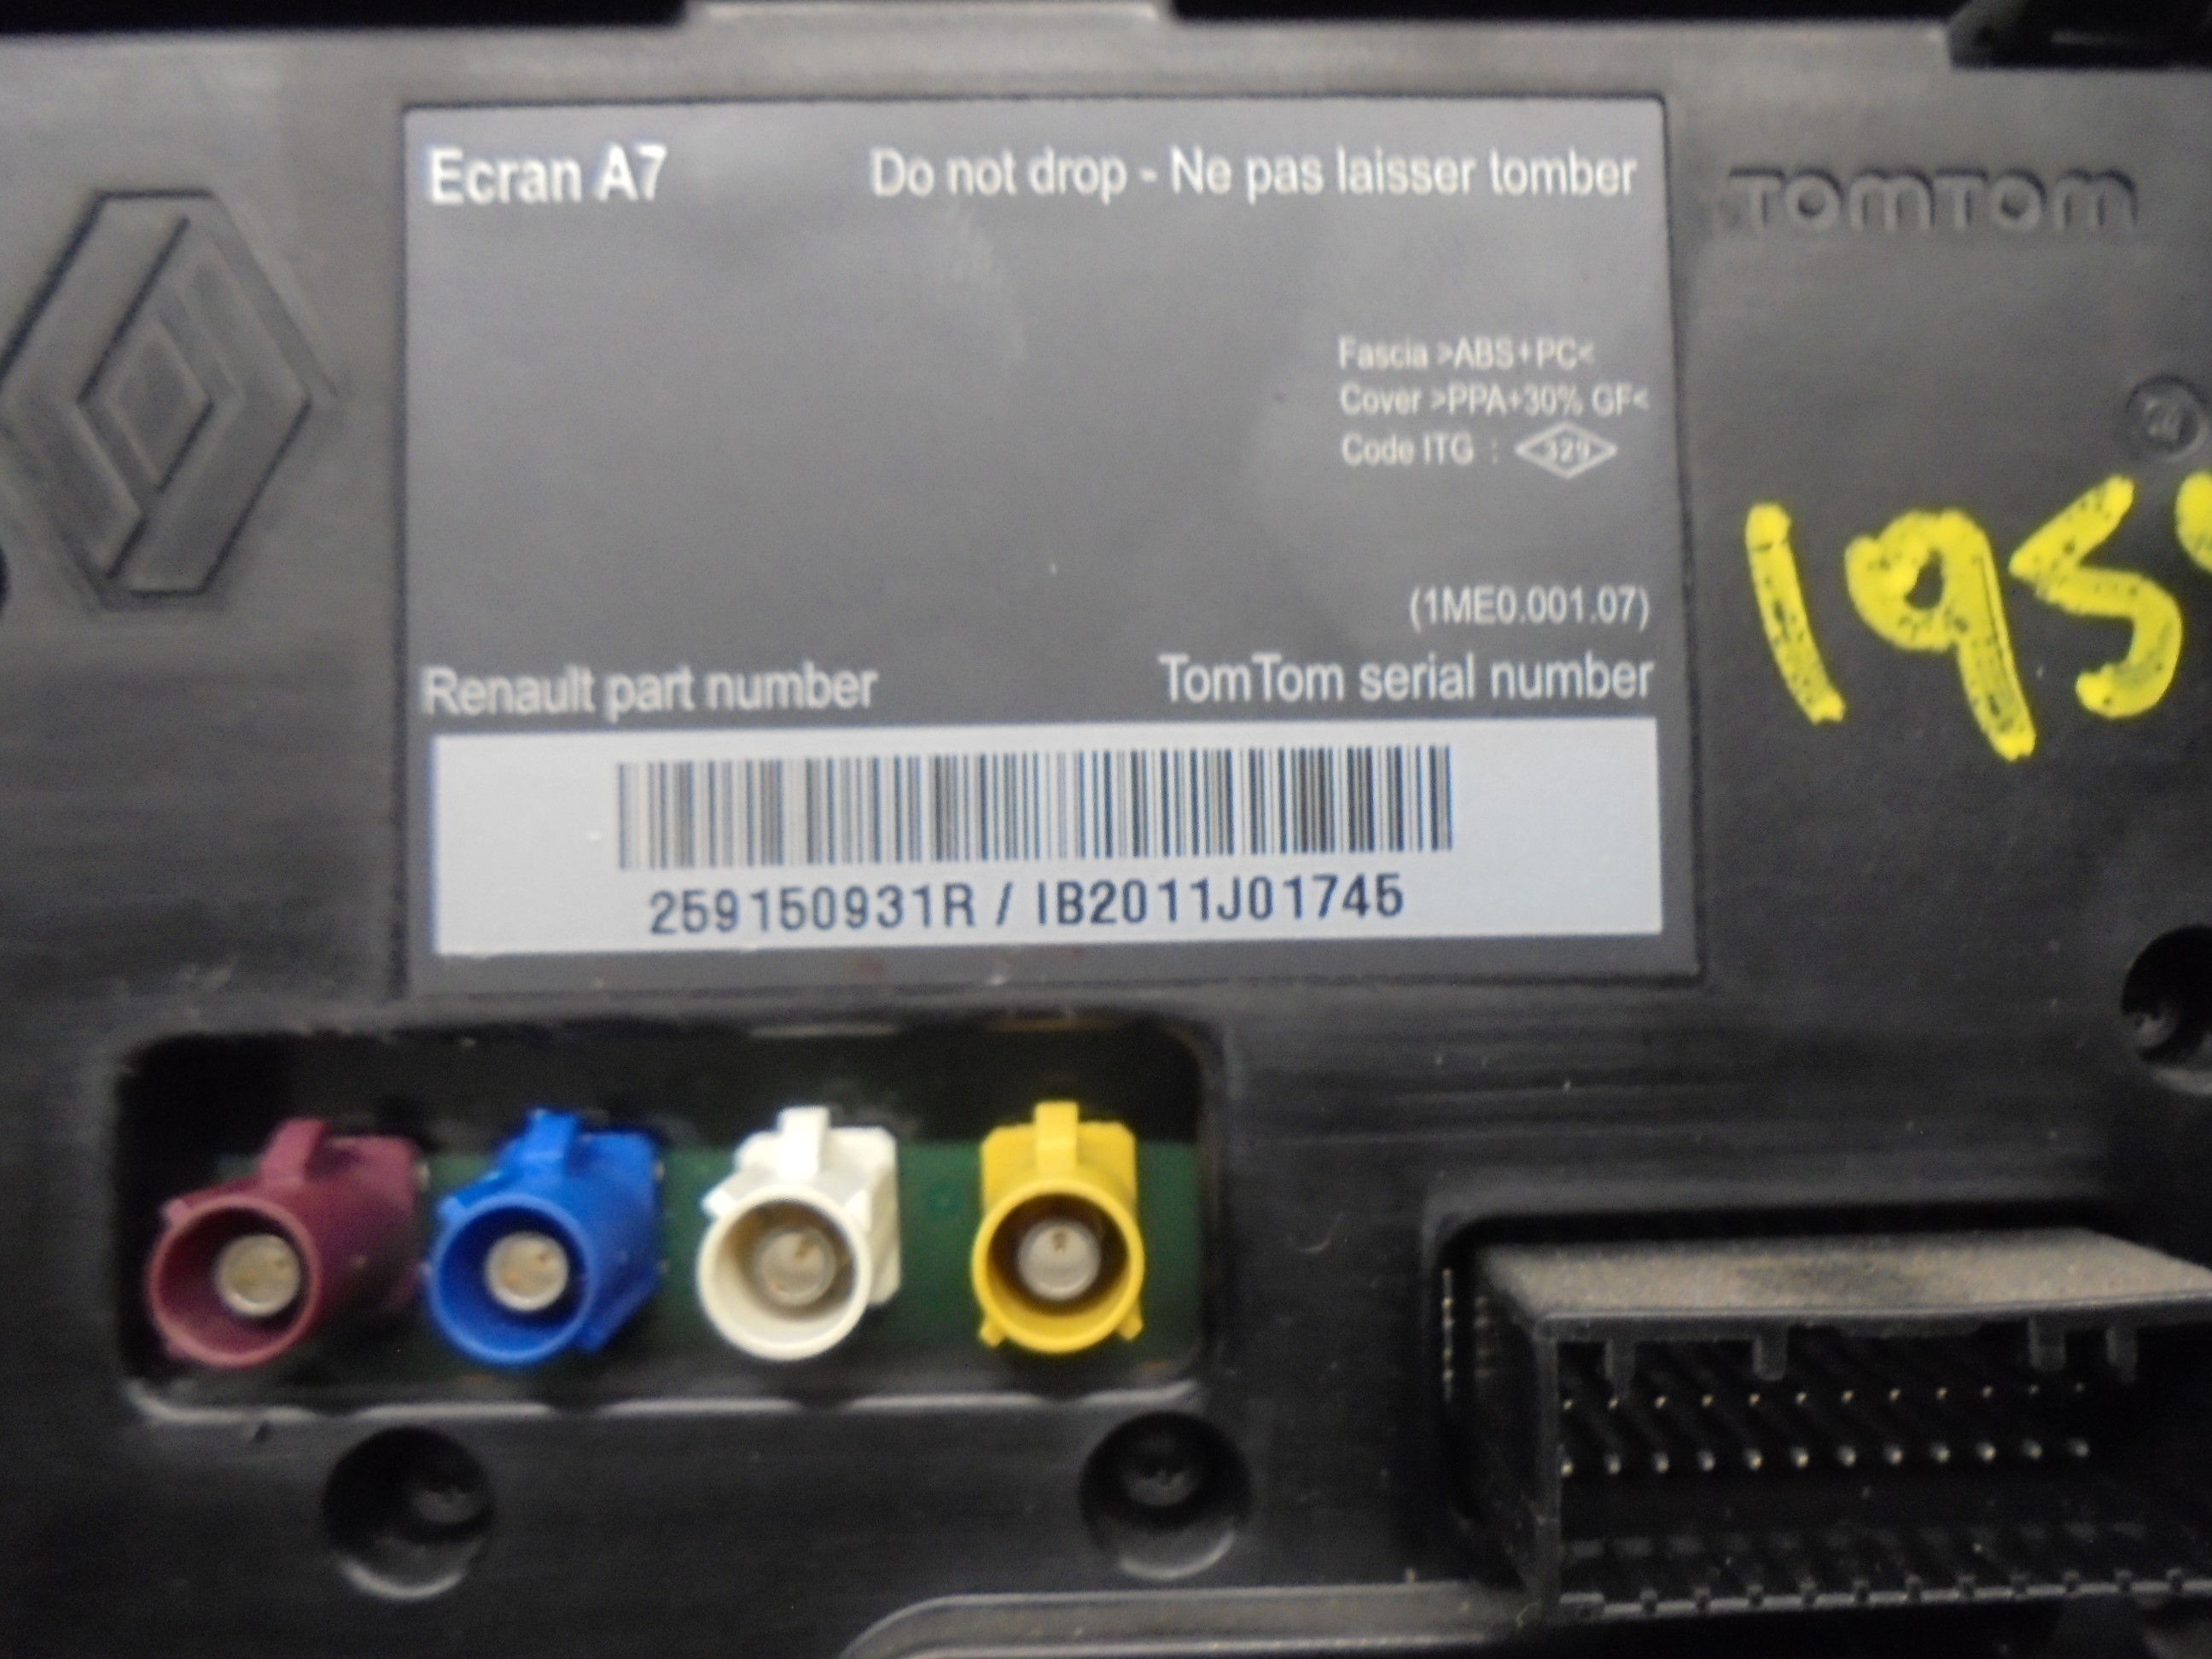 Ecran A7 Do not drop - Ne pas laisser tomber
TOMTOM
Fascia >ABS+PC<
Cover >PPA+30% GF<
Code ITG : 329
195
(1ME0.001.07)
Renault part number TomTom serial number
259150931R / IB2011J01745